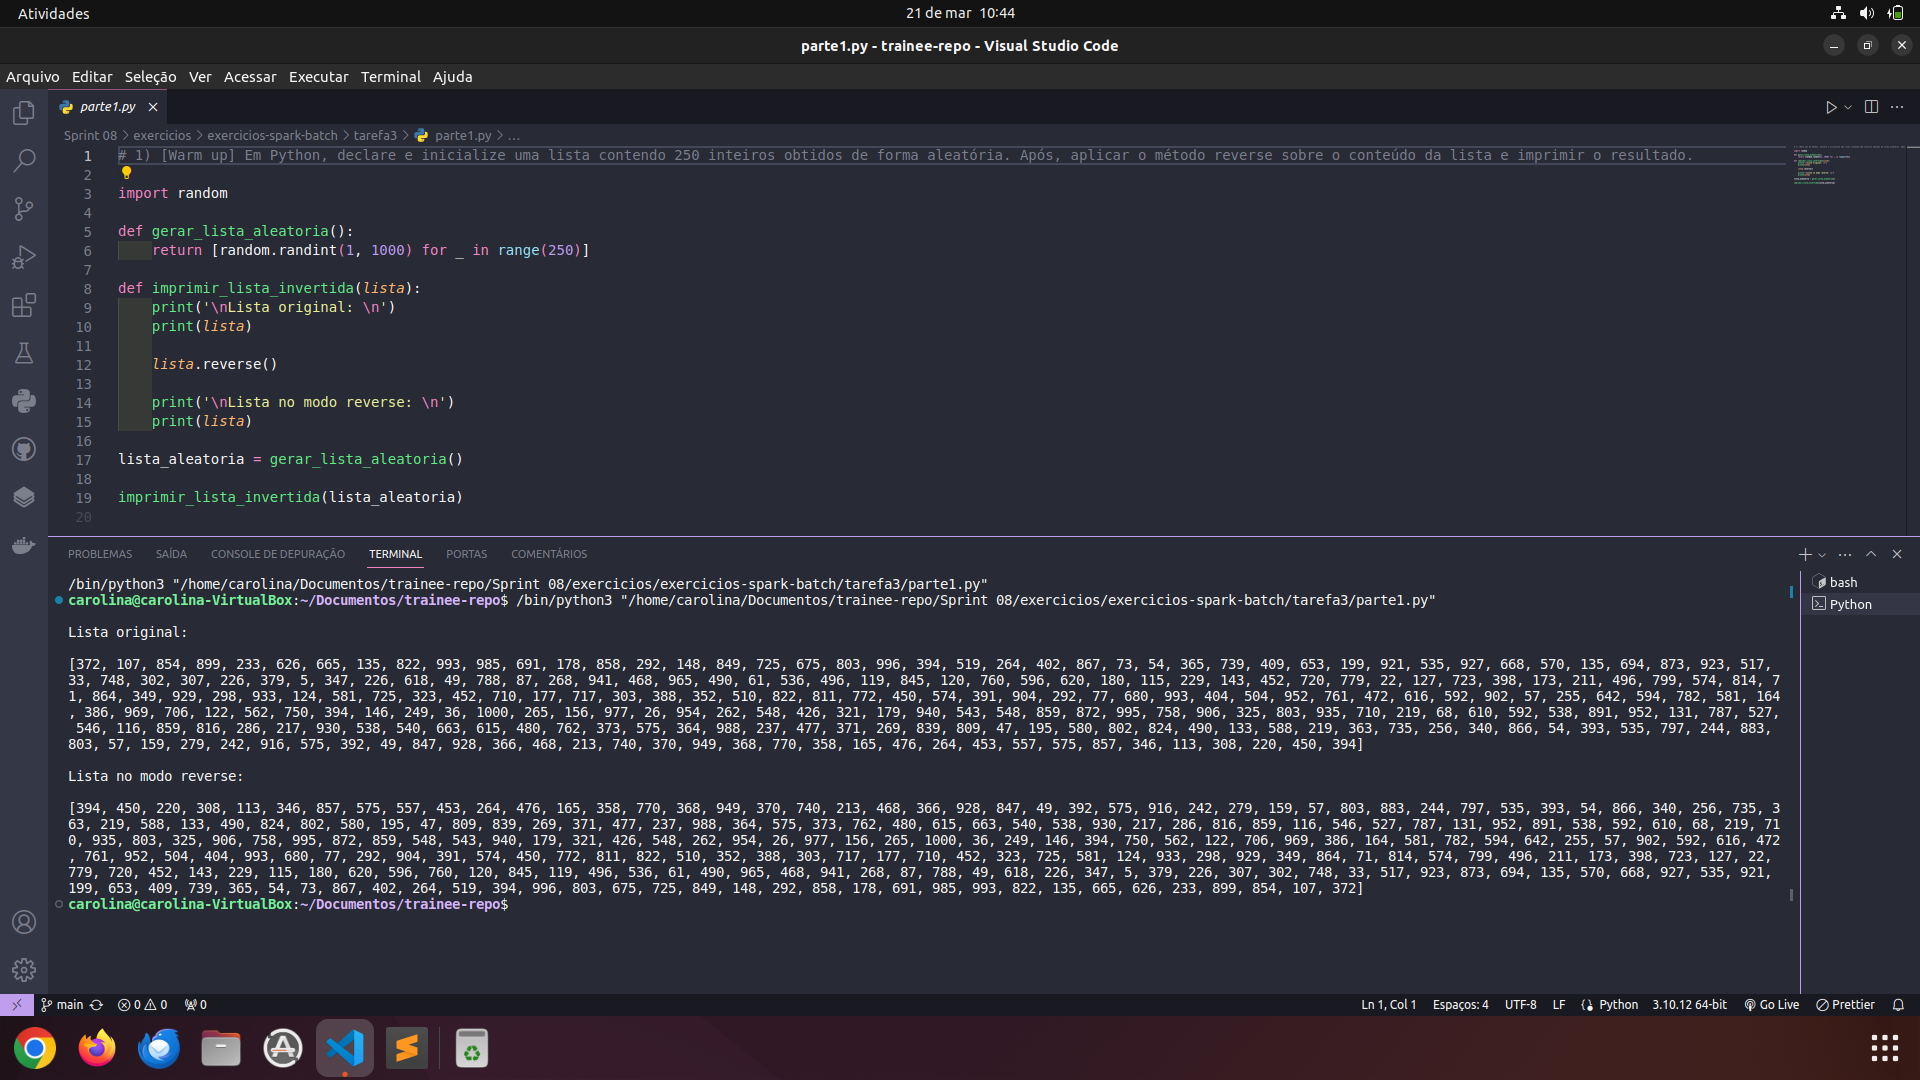 Atividades
21 de mar 10:44
parte1.py - trainee-repo - Visual Studio Code
Arquivo Editar Seleção Ver Acessar Executar Terminal Ajuda
parte1.py
Sprint 08 > exercicios > exercicios-spark-batch > tarefa3 > parte1.py > ...
1 # 1) [Warm up] Em Python, declare e inicialize uma lista contendo 250 inteiros obtidos de forma aleatória. Após, aplicar o método reverse sobre o conteúdo da lista e imprimir o resultado.
2
3 import random
4
5 def gerar_lista_aleatoria():
6 return [random.randint(1, 1000) for _ in range(250)]
7
8 def imprimir_lista_invertida(lista):
9 print('\nLista original: \n')
10 print(lista)
11
12 lista.reverse()
13
14 print('\nLista no modo reverse: \n')
15 print(lista)
16
17 lista_aleatoria = gerar_lista_aleatoria()
18
19 imprimir_lista_invertida(lista_aleatoria)
20
PROBLEMAS SAÍDA CONSOLE DE DEPURAÇÃO TERMINAL PORTAS COMENTÁRIOS
bash
Python
/bin/python3 "/home/carolina/Documentos/trainee-repo/Sprint 08/exercicios/exercicios-spark-batch/tarefa3/parte1.py"
carolina@carolina-VirtualBox:~/Documentos/trainee-repo$ /bin/python3 "/home/carolina/Documentos/trainee-repo/Sprint 08/exercicios/exercicios-spark-batch/tarefa3/parte1.py"
Lista original:
[372, 107, 854, 899, 233, 626, 665, 135, 822, 993, 985, 691, 178, 858, 292, 148, 849, 725, 675, 803, 996, 394, 519, 264, 402, 867, 73, 54, 365, 739, 409, 653, 199, 921, 535, 927, 668, 570, 135, 694, 873, 923, 517,
33, 748, 302, 307, 226, 379, 5, 347, 226, 618, 49, 788, 87, 268, 941, 468, 965, 490, 61, 536, 496, 119, 845, 120, 760, 596, 620, 180, 115, 229, 143, 452, 720, 779, 22, 127, 723, 398, 173, 211, 496, 799, 574, 814, 7
1, 864, 349, 929, 298, 933, 124, 581, 725, 323, 452, 710, 177, 717, 303, 388, 352, 510, 822, 811, 772, 450, 574, 391, 904, 292, 77, 680, 993, 404, 504, 952, 761, 472, 616, 592, 902, 57, 255, 642, 594, 782, 581, 164
, 386, 969, 706, 122, 562, 750, 394, 146, 249, 36, 1000, 265, 156, 977, 26, 954, 262, 548, 426, 321, 179, 940, 543, 548, 859, 872, 995, 758, 906, 325, 803, 935, 710, 219, 68, 610, 592, 538, 891, 952, 131, 787, 527,
546, 116, 859, 816, 286, 217, 930, 538, 540, 663, 615, 480, 762, 373, 575, 364, 988, 237, 477, 371, 269, 839, 809, 47, 195, 580, 802, 824, 490, 133, 588, 219, 363, 735, 256, 340, 866, 54, 393, 535, 797, 244, 883,
803, 57, 159, 279, 242, 916, 575, 392, 49, 847, 928, 366, 468, 213, 740, 370, 949, 368, 770, 358, 165, 476, 264, 453, 557, 575, 857, 346, 113, 308, 220, 450, 394]
Lista no modo reverse:
[394, 450, 220, 308, 113, 346, 857, 575, 557, 453, 264, 476, 165, 358, 770, 368, 949, 370, 740, 213, 468, 366, 928, 847, 49, 392, 575, 916, 242, 279, 159, 57, 803, 883, 244, 797, 535, 393, 54, 866, 340, 256, 735, 3
63, 219, 588, 133, 490, 824, 802, 580, 195, 47, 809, 839, 269, 371, 477, 237, 988, 364, 575, 373, 762, 480, 615, 663, 540, 538, 930, 217, 286, 816, 859, 116, 546, 527, 787, 131, 952, 891, 538, 592, 610, 68, 219, 71
0, 935, 803, 325, 906, 758, 995, 872, 859, 548, 543, 940, 179, 321, 426, 548, 262, 954, 26, 977, 156, 265, 1000, 36, 249, 146, 394, 750, 562, 122, 706, 969, 386, 164, 581, 782, 594, 642, 255, 57, 902, 592, 616, 472
, 761, 952, 504, 404, 993, 680, 77, 292, 904, 391, 574, 450, 772, 811, 822, 510, 352, 388, 303, 717, 177, 710, 452, 323, 725, 581, 124, 933, 298, 929, 349, 864, 71, 814, 574, 799, 496, 211, 173, 398, 723, 127, 22,
779, 720, 452, 143, 229, 115, 180, 620, 596, 760, 120, 845, 119, 496, 536, 61, 490, 965, 468, 941, 268, 87, 788, 49, 618, 226, 347, 5, 379, 226, 307, 302, 748, 33, 517, 923, 873, 694, 135, 570, 668, 927, 535, 921,
199, 653, 409, 739, 365, 54, 73, 867, 402, 264, 519, 394, 996, 803, 675, 725, 849, 148, 292, 858, 178, 691, 985, 993, 822, 135, 665, 626, 233, 899, 854, 107, 372]
carolina@carolina-VirtualBox:~/Documentos/trainee-repo$
main 0 0 0 Ln 1, Col 1 Espaços: 4 UTF-8 LF Python 3.10.12 64-bit Go Live Prettier